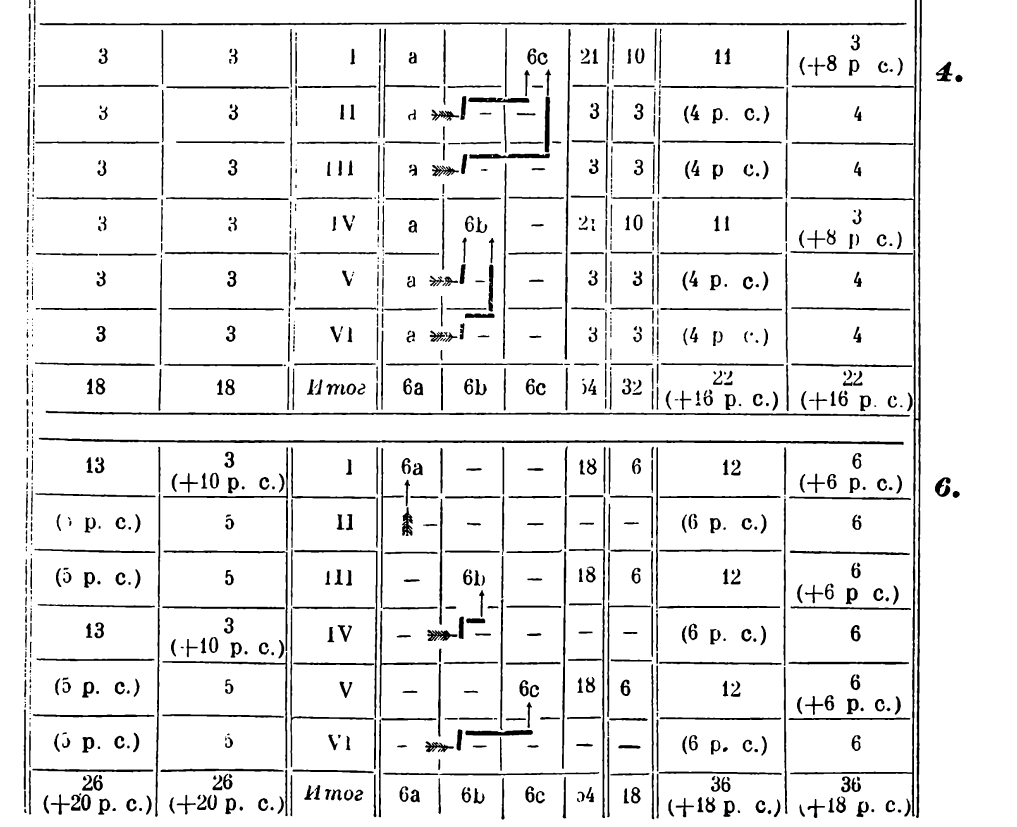 3 3 I a 6c 21 10 11 3 (+8 р с.)
4.
3 3 II a – – 3 3 (4 р. с.) 4
3 3 III a - – 3 3 (4 р с.) 4
3 3 IV a 6b – 21 10 11 3 (+8 р с.)
3 3 V a - – 3 3 (4 р. с.) 4
3 3 VI a – – 3 3 (4 р с.) 4
18 18 Итог 6a 6b 6c 54 32 22 (+16 р. с.) 22 (+16 р. с.)
13 3 (+10 р. с.) I 6a – – 18 6 12 6 (+6 р. с.)
6.
(5 р. с.) 5 II – – – – – (6 р. с.) 6
(5 р. с.) 5 III – 6b – 18 6 12 6 (+6 р с.)
13 3 (+10 р. с.) IV – – – – – (6 р. с.) 6
(5 р. с.) 5 V – – 6c 18 6 12 6 (+6 р. с.)
(5 р. с.) 5 VI - – – – – (6 р. с.) 6
26 (+20 р. с.) 26 (+20 р. с.) Итог 6a 6b 6c 54 18 36 (+18 р. с.) 36 (+18 р. с.)